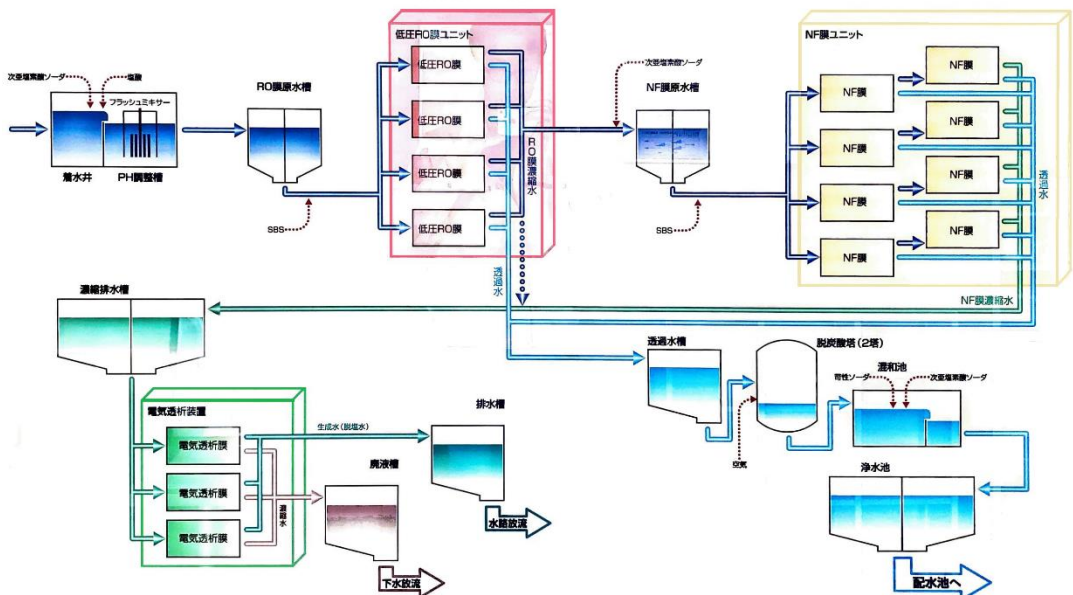 低圧RO膜ユニット
NF膜ユニット
次亜塩素酸ソーダ
塩酸
フラッシュミキサー
着水井
PH調整槽
RO膜原水槽
SBS
低圧RO膜
低圧RO膜
低圧RO膜
低圧RO膜
RO膜濃縮水
透過水
次亜塩素酸ソーダ
NF膜原水槽
SBS
NF膜
NF膜
NF膜
NF膜
NF膜
NF膜
NF膜
NF膜
透過水
NF膜濃縮水
濃縮排水槽
電気透析装置
電気透析膜
電気透析膜
電気透析膜
生成水(脱塩水)
濃縮水
排水槽
水路放流
廃液槽
下水放流
透過水槽
脱炭酸塔(2塔)
空気
混和池
苛性ソーダ
次亜塩素酸ソーダ
浄水池
配水池へ